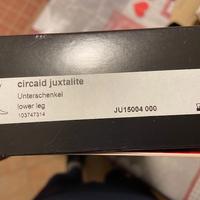 circaid juxtalite
Unterschenkel
lower leg
JU15004 000
103747314